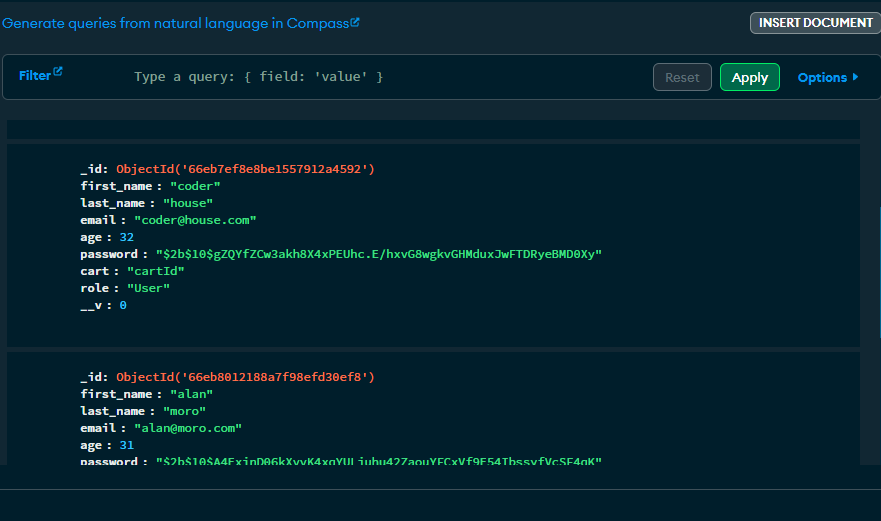 Generate queries from natural language in Compass
INSERT DOCUMENT
Filter
Type a query: { field: 'value' }
Reset
Apply
Options
_id: ObjectId('66eb7ef8e8be1557912a4592')
first_name : "coder"
last_name : "house"
email : "coder@house.com"
age : 32
password : "$2b$10$gZQYfZCw3akh8X4xPEUhc.E/hxvG8wgkvGHMduxJwFTDRyeBMD0Xy"
cart : "cartId"
role : "User"
__v : 0
_id: ObjectId('66eb8012188a7f98efd30ef8')
first_name : "alan"
last_name : "moro"
email : "alan@moro.com"
age : 31
password :